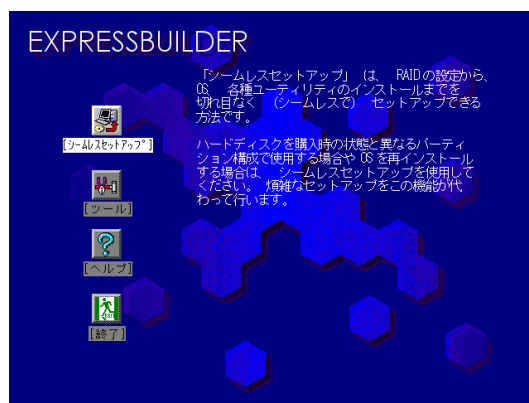 EXPRESSBUILDER
「シームレスセットアップ」 は、 RAIDの設定から、
OS、 各種ユーティリティのインストールまでを
切れ目なく (シームレスで) セットアップできる
方法です。
ハードディスクを購入時の状態と異なるパーティ
ション構成で使用する場合や OSを再インストール
する場合は、 シームレスセットアップを使用して
ください。 煩雑なセットアップをこの機能が代
わって行います。
[シームレスセットアップ]
[ツール]
[ヘルプ]
[終了]